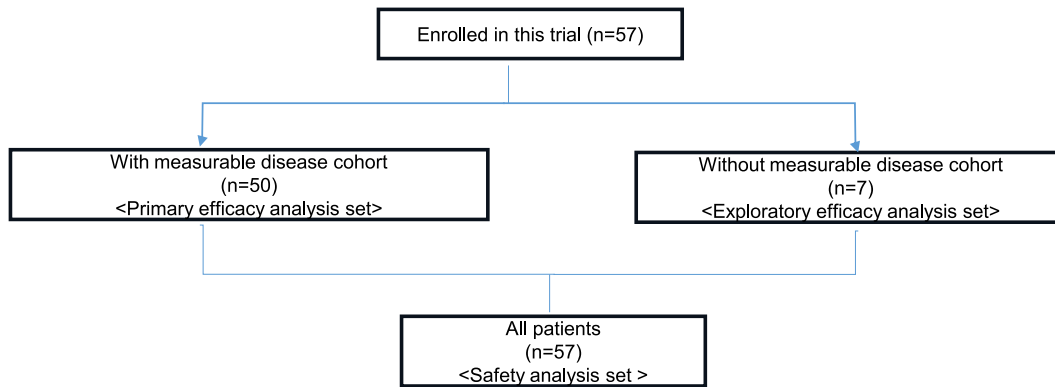 Enrolled in this trial (n=57)
With measurable disease cohort
(n=50)
<Primary efficacy analysis set>
Without measurable disease cohort
(n=7)
<Exploratory efficacy analysis set>
All patients
(n=57)
<Safety analysis set >